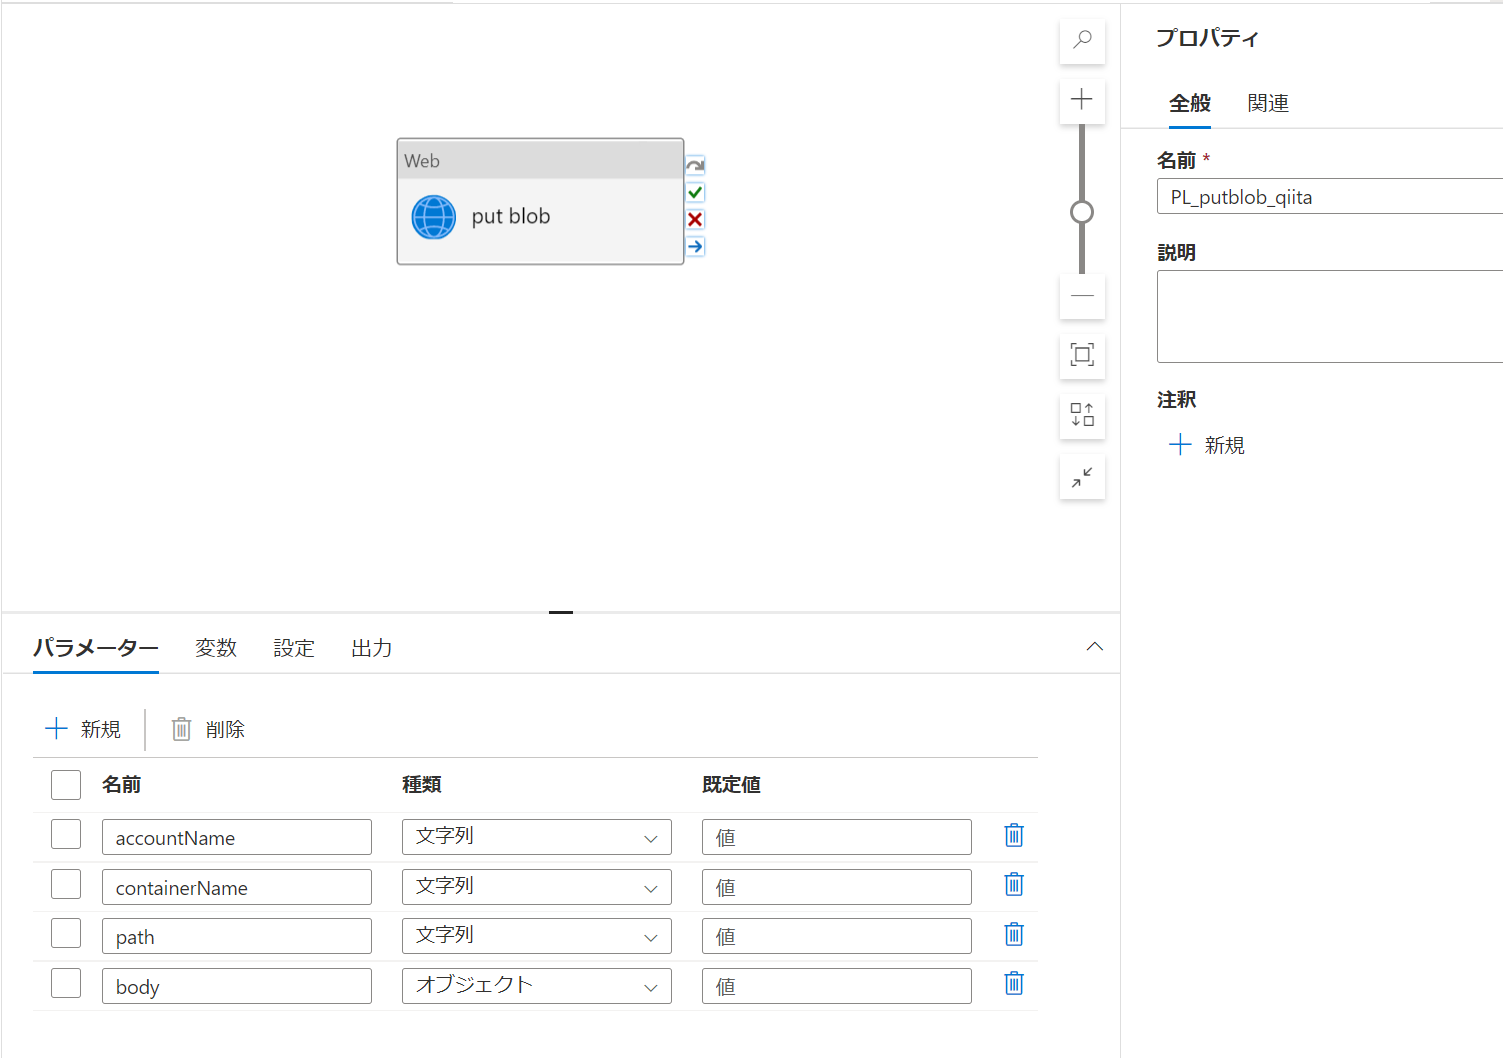 Web
put blob
プロパティ
全般 関連
名前 *
PL_putblob_qiita
説明
注釈
新規
パラメーター 変数 設定 出力
新規 削除
名前 種類 既定値
accountName 文字列 値
containerName 文字列 値
path 文字列 値
body オブジェクト 値